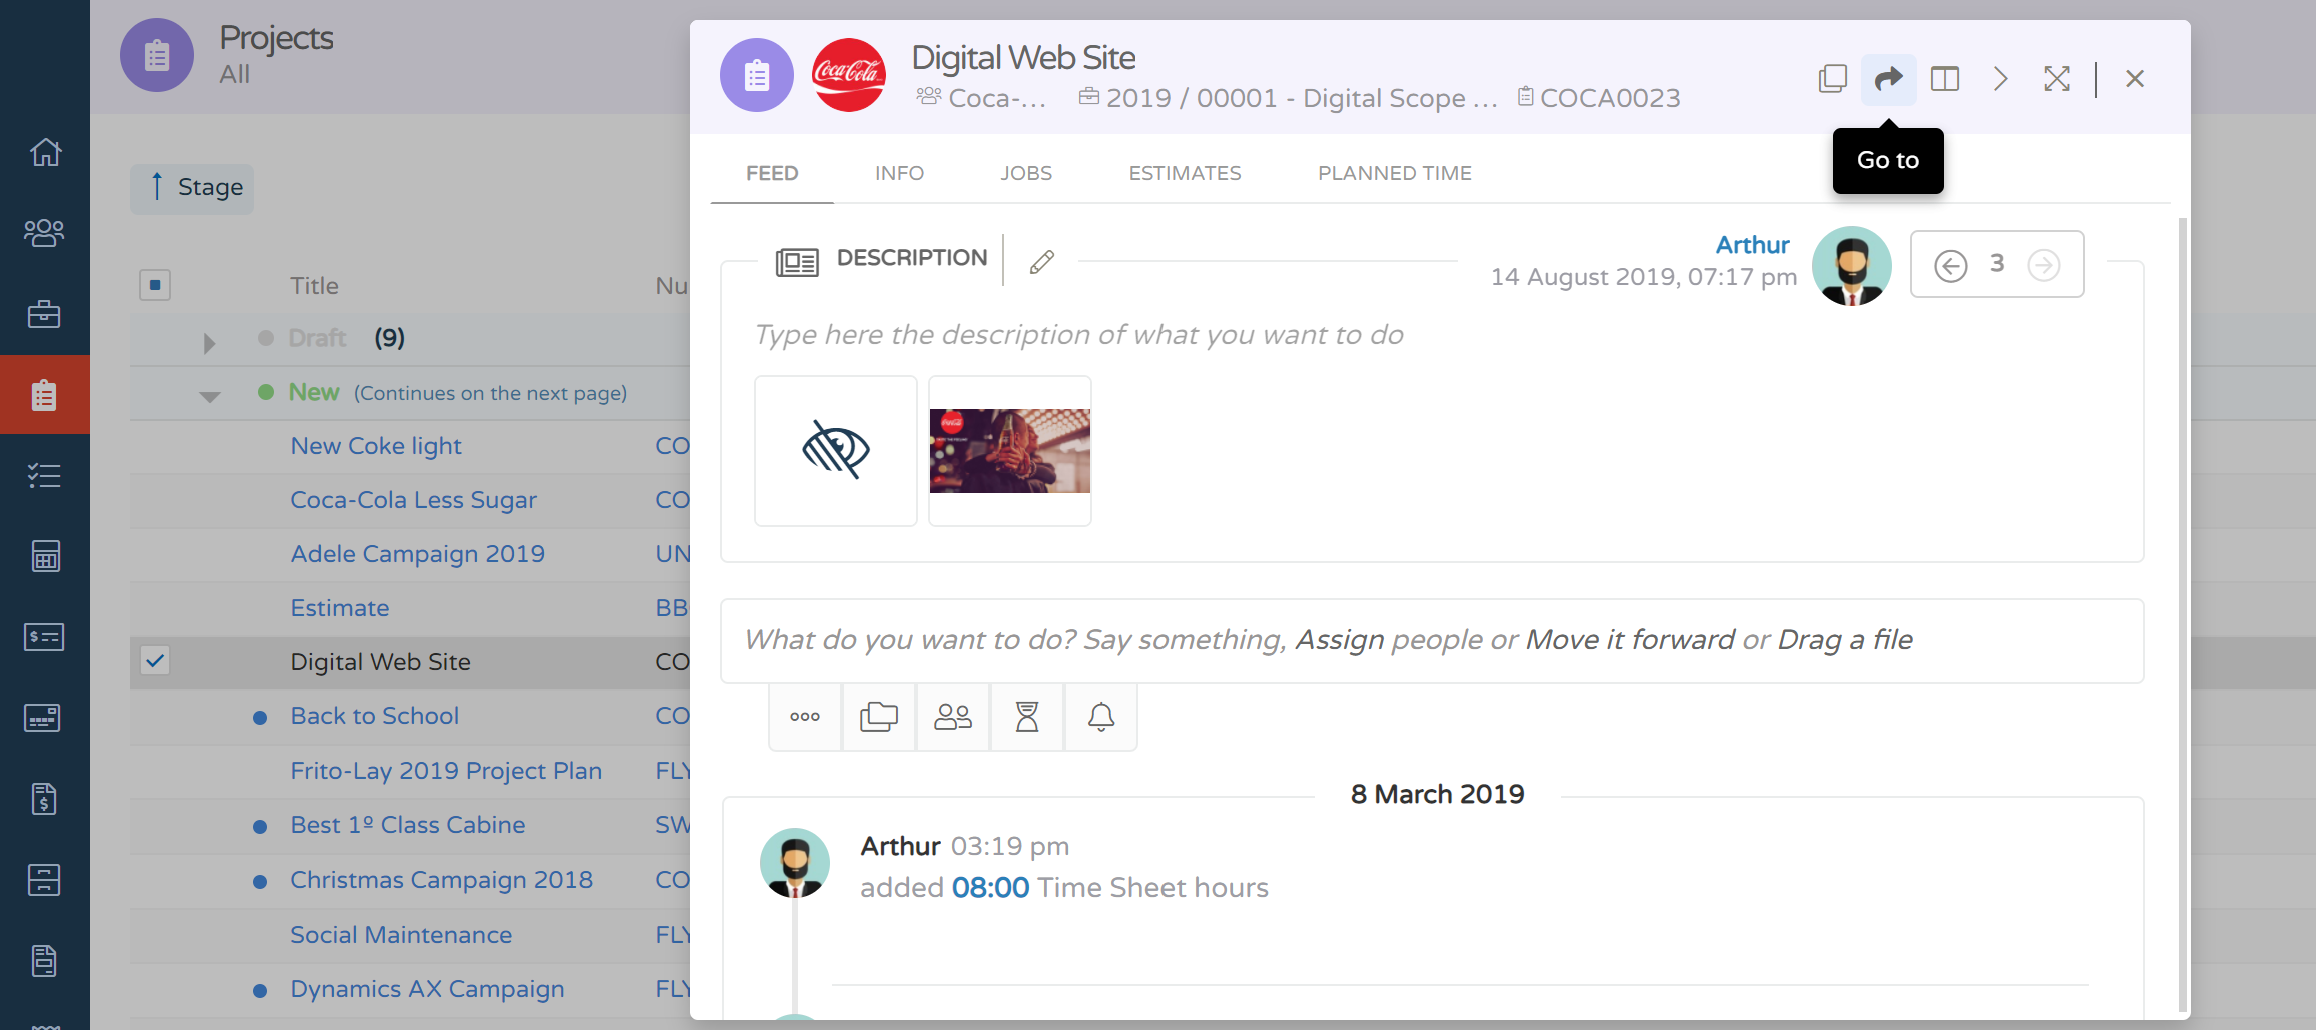 Projects
All
Stage
Title
Nu
Draft (9)
New (Continues on the next page)
New Coke light
CO
Coca-Cola Less Sugar
CO
Adele Campaign 2019
UN
Estimate
BB
Digital Web Site
CO
Back to School
CO
Frito-Lay 2019 Project Plan
FLY
Best 1º Class Cabine
SW
Christmas Campaign 2018
CO
Social Maintenance
FLY
Dynamics AX Campaign
FLY
Coca-Cola
Digital Web Site
Coca-...
2019 / 00001 - Digital Scope ...
COCA0023
Go to
FEED
INFO
JOBS
ESTIMATES
PLANNED TIME
DESCRIPTION
Arthur
14 August 2019, 07:17 pm
3
Type here the description of what you want to do
What do you want to do? Say something, Assign people or Move it forward or Drag a file
8 March 2019
Arthur 03:19 pm
added 08:00 Time Sheet hours